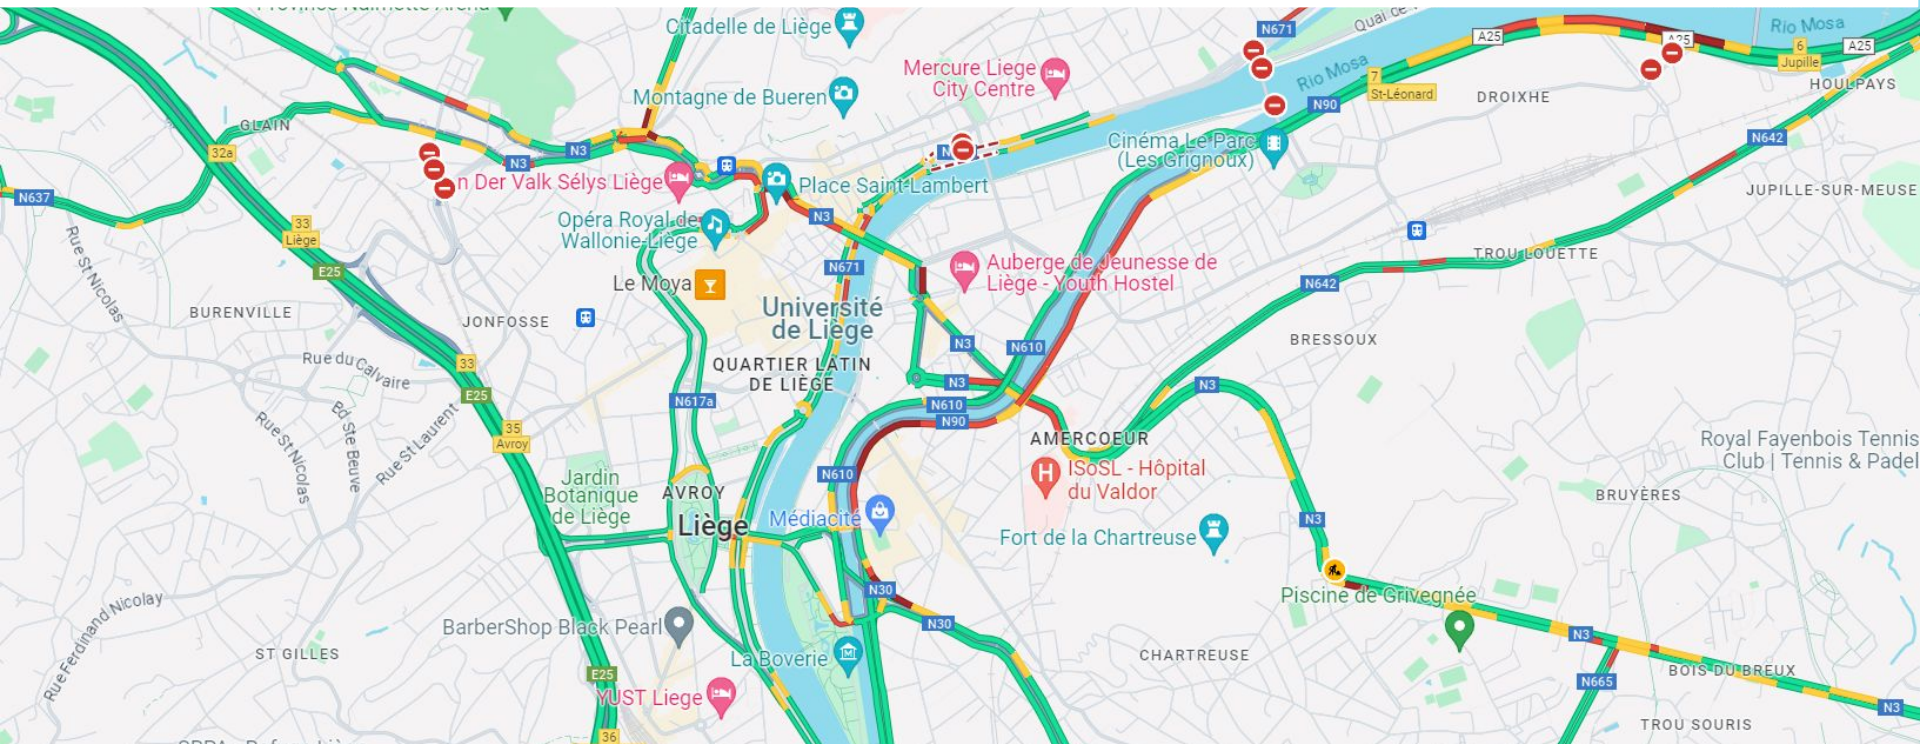 Citadelle de Liège
N671
Quai de
Rio Mosa
A25
A25
6
A25
Jupille
Mercure Liege
City Centre
Rio Mosa
7
St-Léonard
HOULPAYS
Montagne de Bueren
N90
DROIXHE
GLAIN
N3
N3
32a
Cinéma Le Parc
(Les Grignoux)
N642
n Der Valk Sélys Liège
Place Saint-Lambert
JUPILLE-SUR-MEUSE
N637
N3
Opéra Royal de
Wallonie-Liège
33
Liège
E25
Rue St Nicolas
N671
Auberge de Jeunesse de
Liège - Youth Hostel
TROU LOUETTE
Le Moya
N642
BURENVILLE
JONFOSSE
Université
de Liège
BRESSOUX
N3
N610
Rue du Calvaire
33
QUARTIER LATIN
DE LIÈGE
N3
N3
E25
N617a
N610
N90
Rue St Nicolas
Bd Ste Beuve
Rue St Laurent
35
Avroy
AMERCOEUR
Royal Fayenbois Tennis
Club | Tennis & Padel
ISoSL - Hôpital
du Valdor
N610
Jardin
Botanique
de Liège
AVROY
BRUYÈRES
Liège
Médiacité
N3
Fort de la Chartreuse
N30
Piscine de Grivegnée
Rue Ferdinand Nicolay
BarberShop Black Pearl
N30
N3
ST GILLES
La Boverie
CHARTREUSE
BOIS DU BREUX
E25
N665
YUST Liege
N3
TROU SOURIS
36